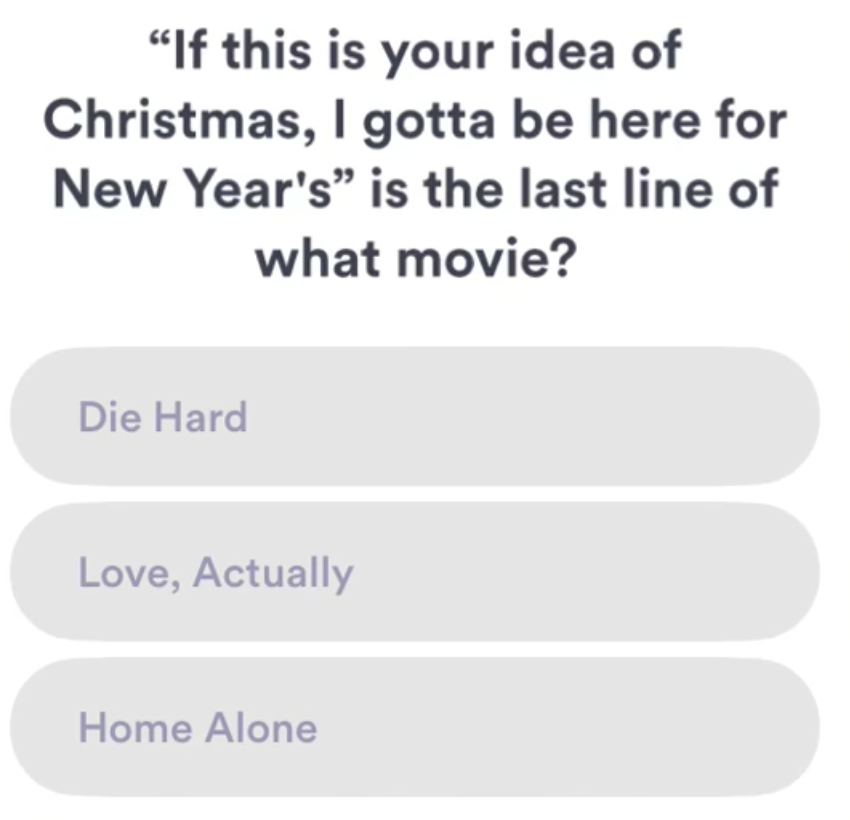 “If this is your idea of
Christmas, I gotta be here for
New Year's” is the last line of
what movie?
Die Hard
Love, Actually
Home Alone